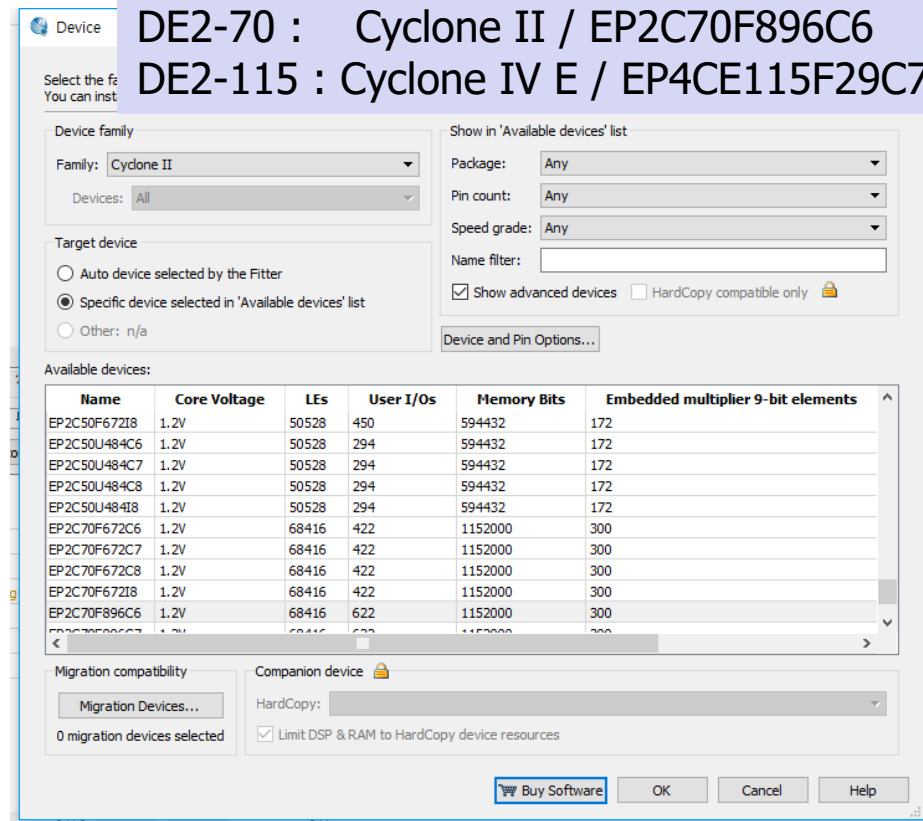 Device
DE2-70 : Cyclone II / EP2C70F896C6
DE2-115 : Cyclone IV E / EP4CE115F29C7
Select the fa
You can inst
Device family
Family: Cyclone II
Devices: All
Target device
Auto device selected by the Fitter
Specific device selected in 'Available devices' list
Other: n/a
Show in 'Available devices' list
Package: Any
Pin count: Any
Speed grade: Any
Name filter:
Show advanced devices HardCopy compatible only
Device and Pin Options...
Available devices:
Name Core Voltage LEs User I/Os Memory Bits Embedded multiplier 9-bit elements
EP2C50F672I8 1.2V 50528 450 594432 172
EP2C50U484C6 1.2V 50528 294 594432 172
EP2C50U484C7 1.2V 50528 294 594432 172
EP2C50U484C8 1.2V 50528 294 594432 172
EP2C50U484I8 1.2V 50528 294 594432 172
EP2C70F672C6 1.2V 68416 422 1152000 300
EP2C70F672C7 1.2V 68416 422 1152000 300
EP2C70F672C8 1.2V 68416 422 1152000 300
EP2C70F672I8 1.2V 68416 422 1152000 300
EP2C70F896C6 1.2V 68416 622 1152000 300
Migration compatibility
Migration Devices...
0 migration devices selected
Companion device
HardCopy:
Limit DSP & RAM to HardCopy device resources
Buy Software OK Cancel Help